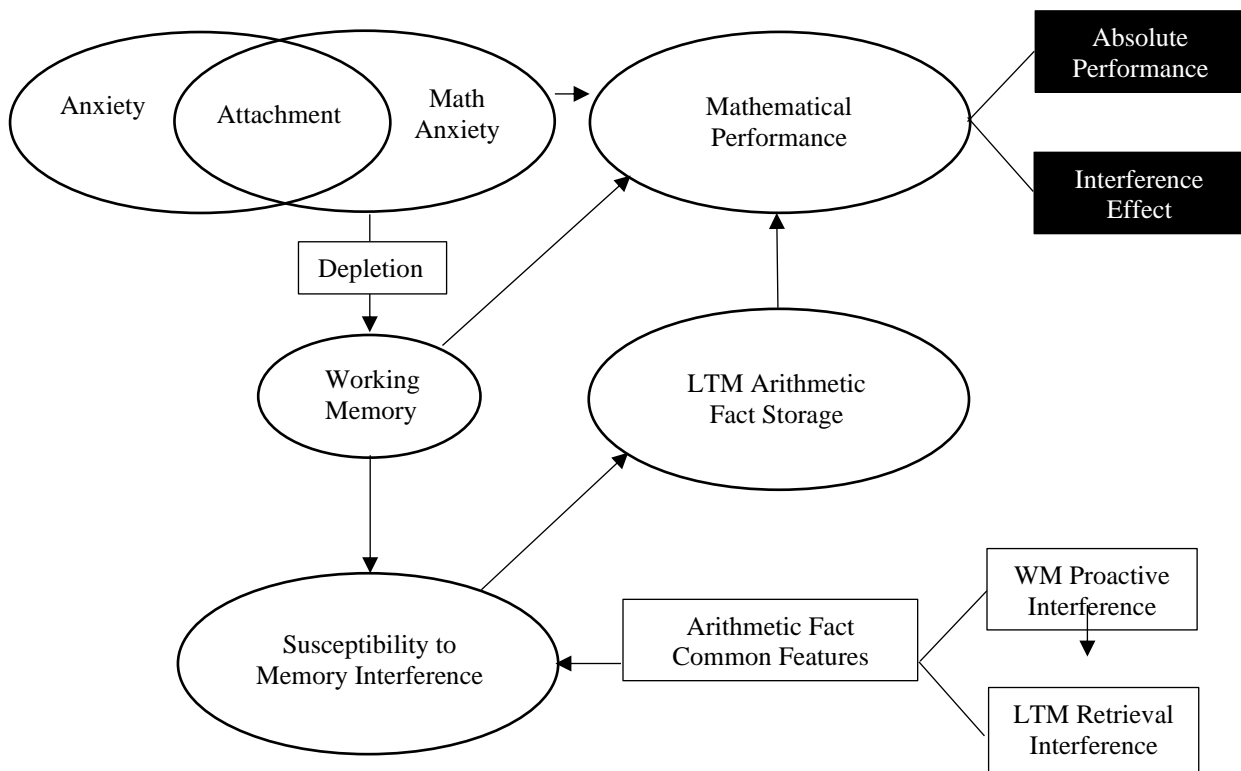 Anxiety
Attachment
Math
Anxiety
Mathematical
Performance
Absolute
Performance
Interference
Effect
Depletion
Working
Memory
LTM Arithmetic
Fact Storage
Susceptibility to
Memory Interference
Arithmetic Fact
Common Features
WM Proactive
Interference
LTM Retrieval
Interference